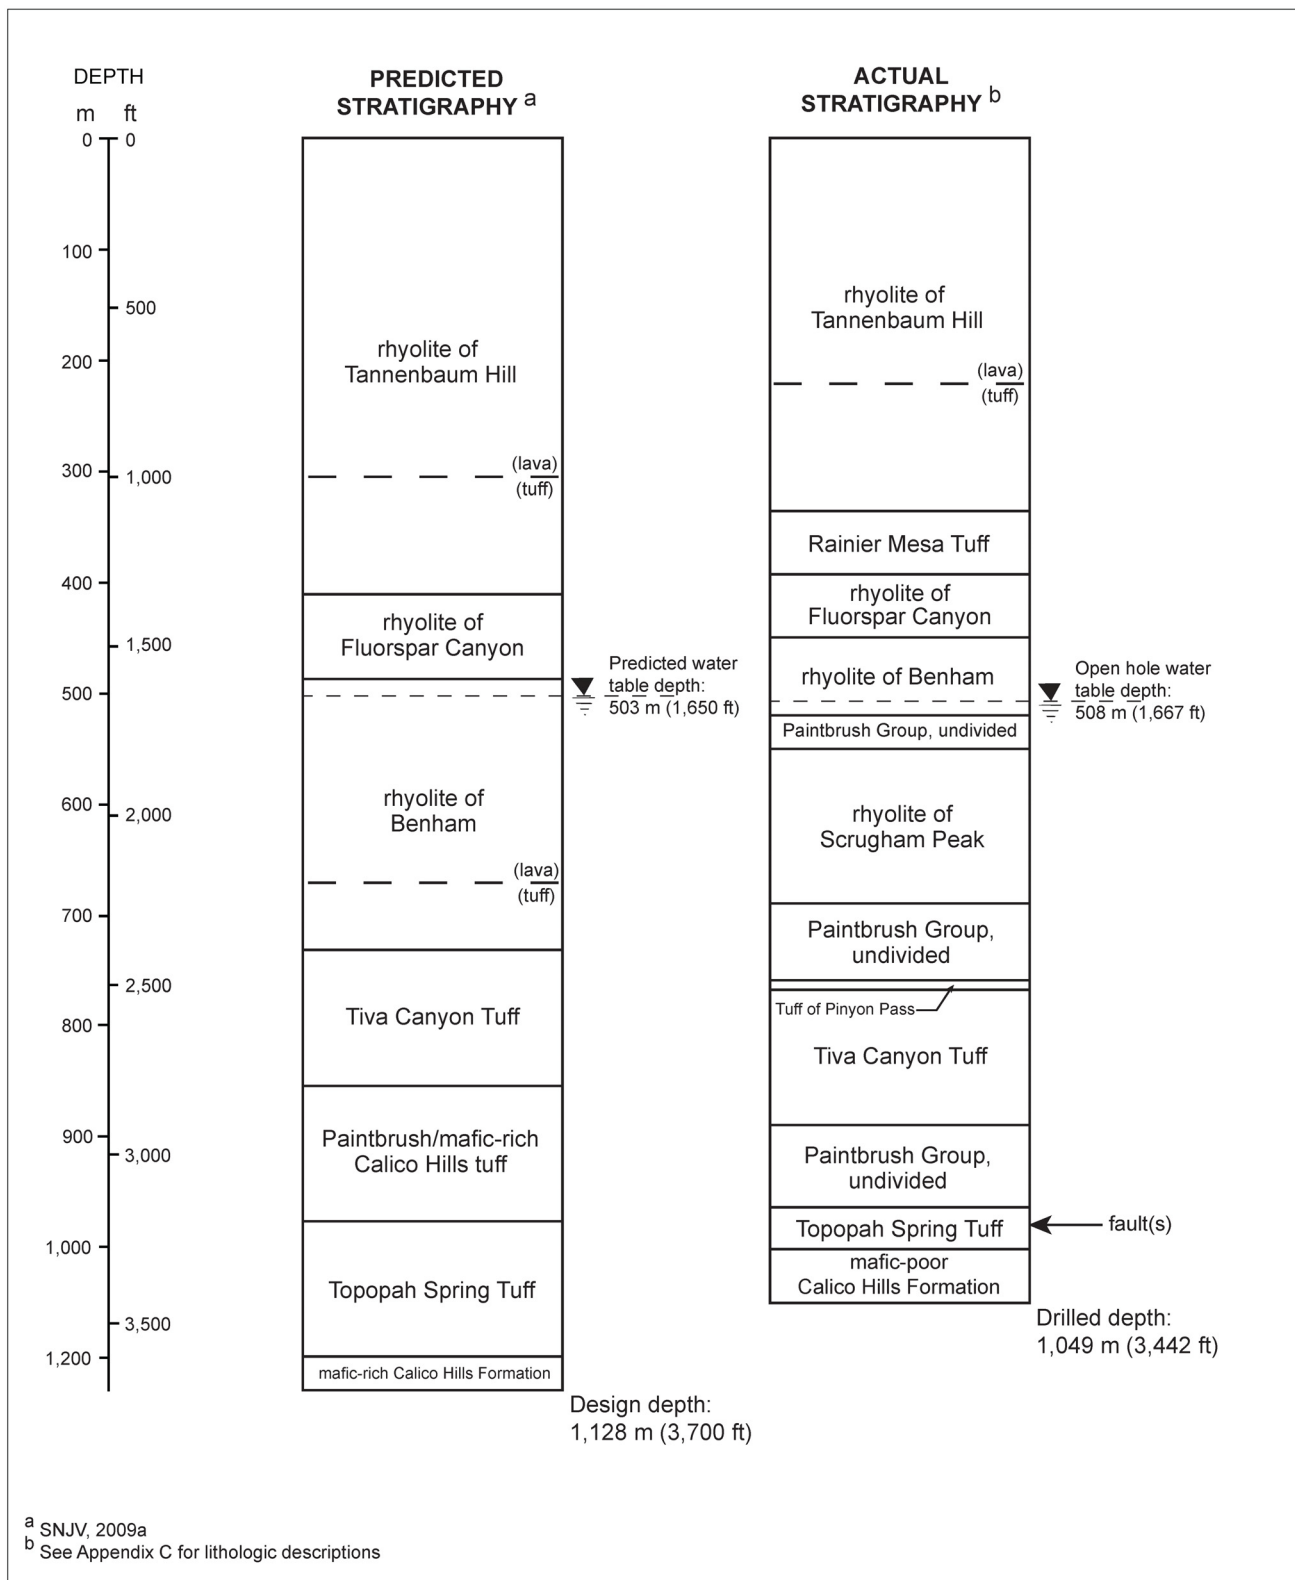 DEPTH
m ft
0 0
100
500
200
300
1,000
400
1,500
500
600
2,000
700
2,500
800
900
3,000
1,000
3,500
1,200
PREDICTED
STRATIGRAPHY a
rhyolite of
Tannenbaum Hill
(lava)
(tuff)
rhyolite of
Fluorspar Canyon
Predicted water
table depth:
503 m (1,650 ft)
rhyolite of
Benham
(lava)
(tuff)
Tiva Canyon Tuff
Paintbrush/mafic-rich
Calico Hills tuff
Topopah Spring Tuff
mafic-rich Calico Hills Formation
Design depth:
1,128 m (3,700 ft)
ACTUAL
STRATIGRAPHY b
rhyolite of
Tannenbaum Hill
(lava)
(tuff)
Rainier Mesa Tuff
rhyolite of
Fluorspar Canyon
rhyolite of Benham
Open hole water
table depth:
508 m (1,667 ft)
Paintbrush Group, undivided
rhyolite of
Scrugham Peak
Paintbrush Group,
undivided
Tuff of Pinyon Pass
Tiva Canyon Tuff
Paintbrush Group,
undivided
Topopah Spring Tuff
fault(s)
mafic-poor
Calico Hills Formation
Drilled depth:
1,049 m (3,442 ft)
a SNJV, 2009a
b See Appendix C for lithologic descriptions